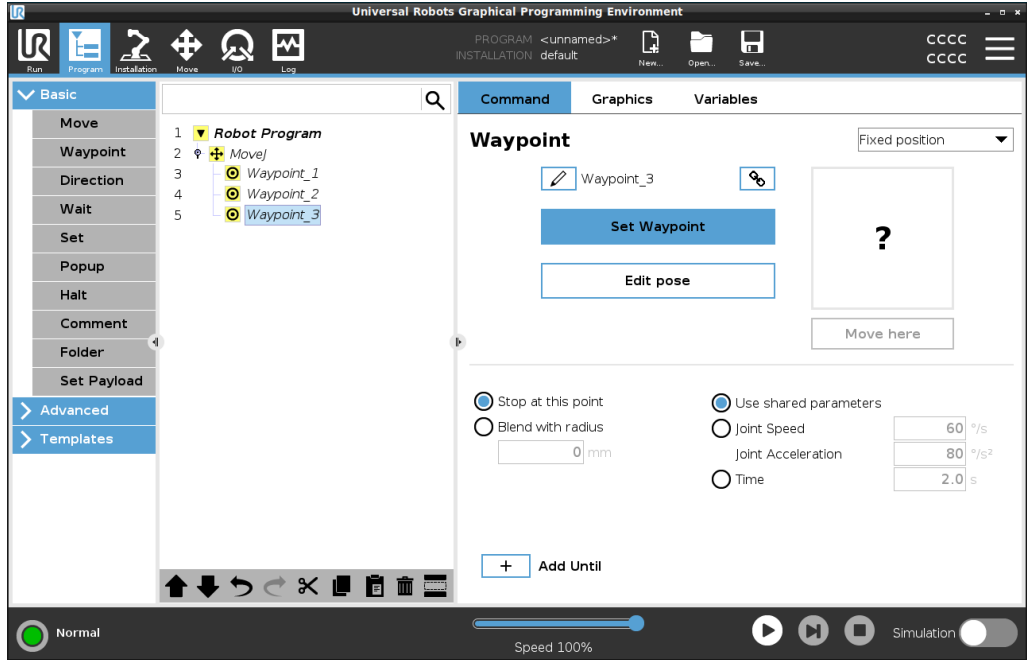 Universal Robots Graphical Programming Environment
UR
Run
Program
Installation
Move
I/O
Log
PROGRAM <unnamed>*
INSTALLATION default
New...
Open...
Save...
CCCC
CCCC
Basic
Move
Waypoint
Direction
Wait
Set
Popup
Halt
Comment
Folder
Set Payload
Advanced
Templates
1 Robot Program
2 MoveJ
3 Waypoint_1
4 Waypoint_2
5 Waypoint_3
Command Graphics Variables
Waypoint
Fixed position
Waypoint_3
Set Waypoint
Edit pose
?
Move here
Stop at this point
Blend with radius
0 mm
Use shared parameters
Joint Speed 60 °/s
Joint Acceleration 80 °/s²
Time 2.0 s
+ Add Until
Normal
Speed 100%
Simulation